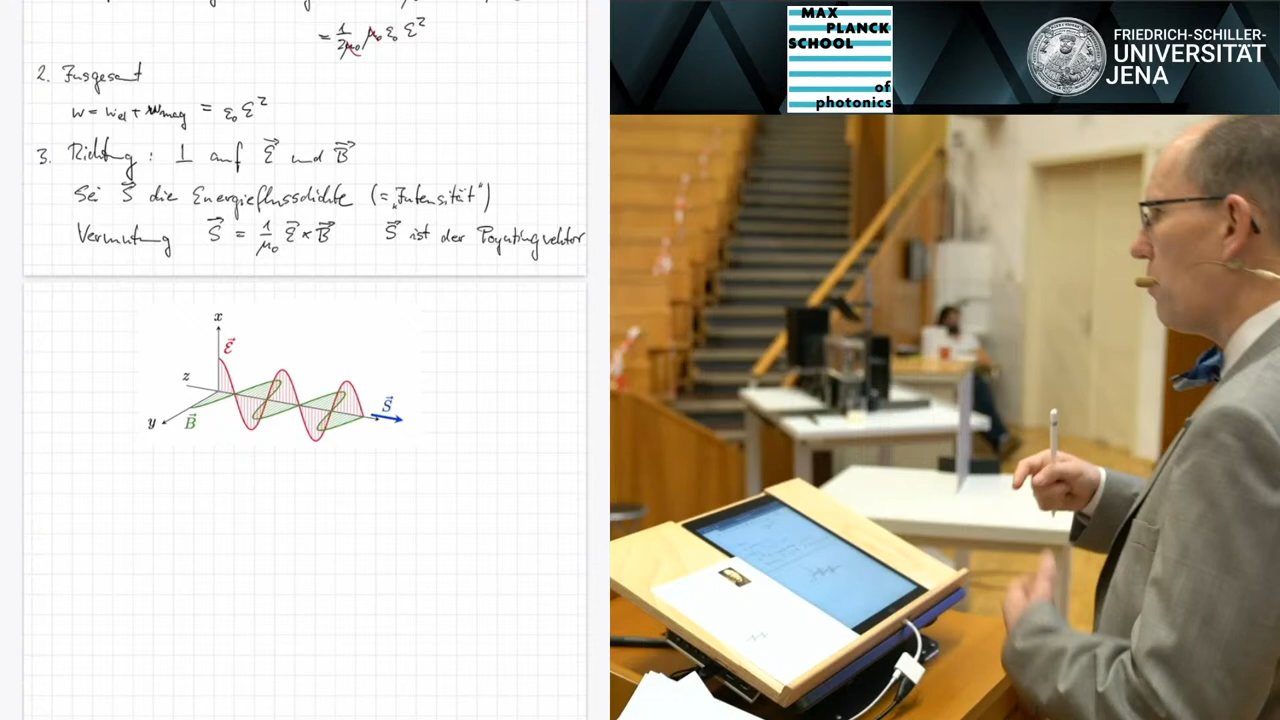 = 1/2μ₀ μ₀ ε₀ ℰ²
2. Insgesamt
w = w_el + w_mag = ε₀ ℰ²
3. Richtung : ⊥ auf ℰ⃗ und B⃗
Sei S⃗ die Energieflussdichte (= „Intensität“)
Vermutung S⃗ = 1/μ₀ ℰ⃗ × B⃗ S⃗ ist der Poyntingvektor
x
ℰ⃗
z
y
B⃗
S⃗
MAX
PLANCK
SCHOOL
of
photonics
FRIEDRICH-SCHILLER-
UNIVERSITÄT
JENA